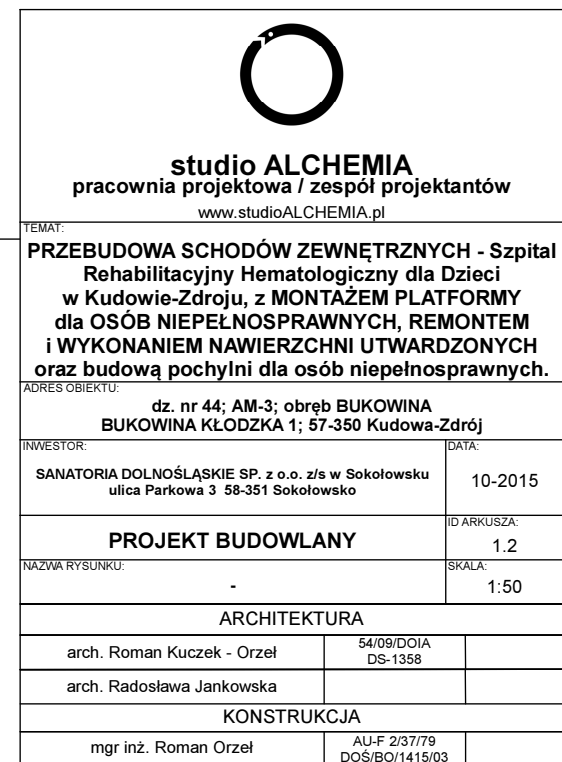 studio ALCHEMIA
pracownia projektowa / zespół projektantów
www.studioALCHEMIA.pl
TEMAT:
PRZEBUDOWA SCHODÓW ZEWNĘTRZNYCH - Szpital
Rehabilitacyjny Hematologiczny dla Dzieci
w Kudowie-Zdroju, z MONTAŻEM PLATFORMY
dla OSÓB NIEPEŁNOSPRAWNYCH, REMONTEM
i WYKONANIEM NAWIERZCHNI UTWARDZONYCH
oraz budową pochylni dla osób niepełnosprawnych.
ADRES OBIEKTU:
dz. nr 44; AM-3; obręb BUKOWINA
BUKOWINA KŁODZKA 1; 57-350 Kudowa-Zdrój
INWESTOR:
SANATORIA DOLNOŚLĄSKIE SP. z o.o. z/s w Sokołowsku
ulica Parkowa 3 58-351 Sokołowsko
DATA:
10-2015
PROJEKT BUDOWLANY
ID ARKUSZA:
1.2
NAZWA RYSUNKU:
-
SKALA:
1:50
ARCHITEKTURA
arch. Roman Kuczek - Orzeł
54/09/DOIA
DS-1358
arch. Radosława Jankowska
KONSTRUKCJA
mgr inż. Roman Orzeł
AU-F 2/37/79
DOŚ/BO/1415/03